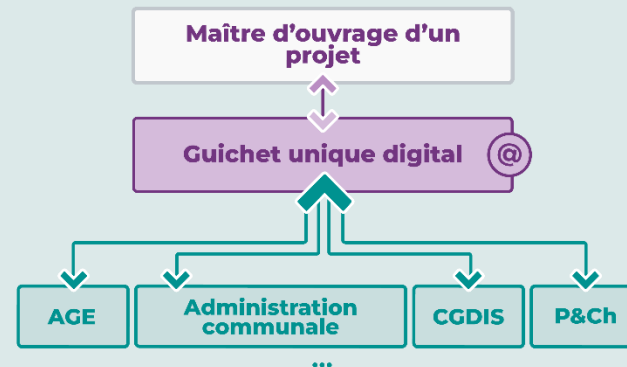 Maître d'ouvrage d'un
projet
Guichet unique digital @
AGE
Administration
communale
CGDIS
P&Ch
...